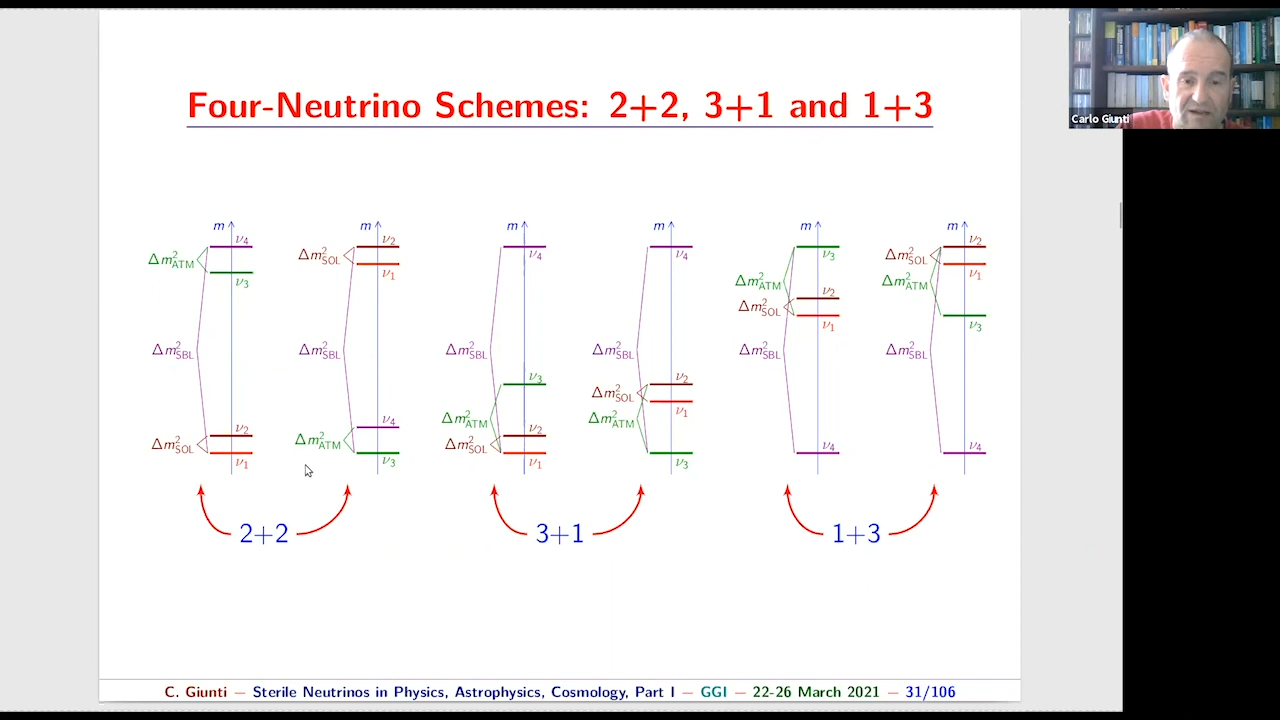 Four-Neutrino Schemes: 2+2, 3+1 and 1+3
Carlo Giunti
m
ν4
Δm²ATM
ν3
Δm²SBL
ν2
Δm²SOL
ν1
m
ν2
Δm²SOL
ν1
Δm²SBL
ν4
Δm²ATM
ν3
m
ν4
Δm²SBL
ν3
Δm²ATM
ν2
Δm²SOL
ν1
m
ν4
Δm²SBL
ν2
Δm²SOL
ν1
Δm²ATM
ν3
m
ν3
Δm²ATM
ν2
Δm²SOL
ν1
Δm²SBL
ν4
m
ν2
Δm²SOL
ν1
Δm²ATM
ν3
Δm²SBL
ν4
2+2
3+1
1+3
C. Giunti − Sterile Neutrinos in Physics, Astrophysics, Cosmology, Part I − GGI − 22-26 March 2021 − 31/106